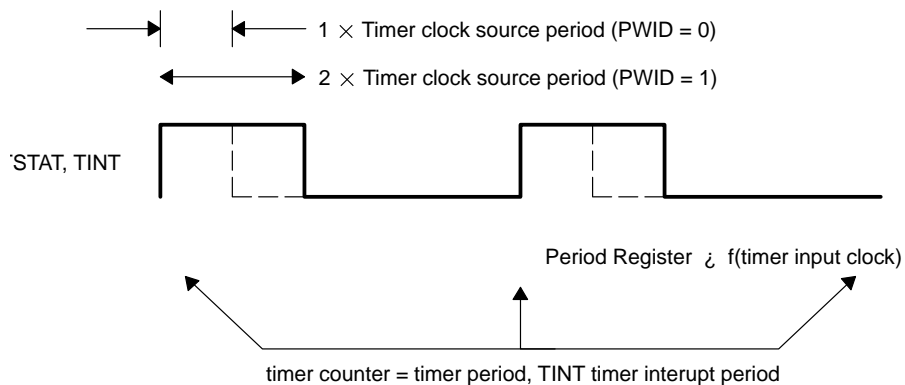 1 × Timer clock source period (PWID = 0)
2 × Timer clock source period (PWID = 1)
STAT, TINT
Period Register ¿ f(timer input clock)
timer counter = timer period, TINT timer interupt period